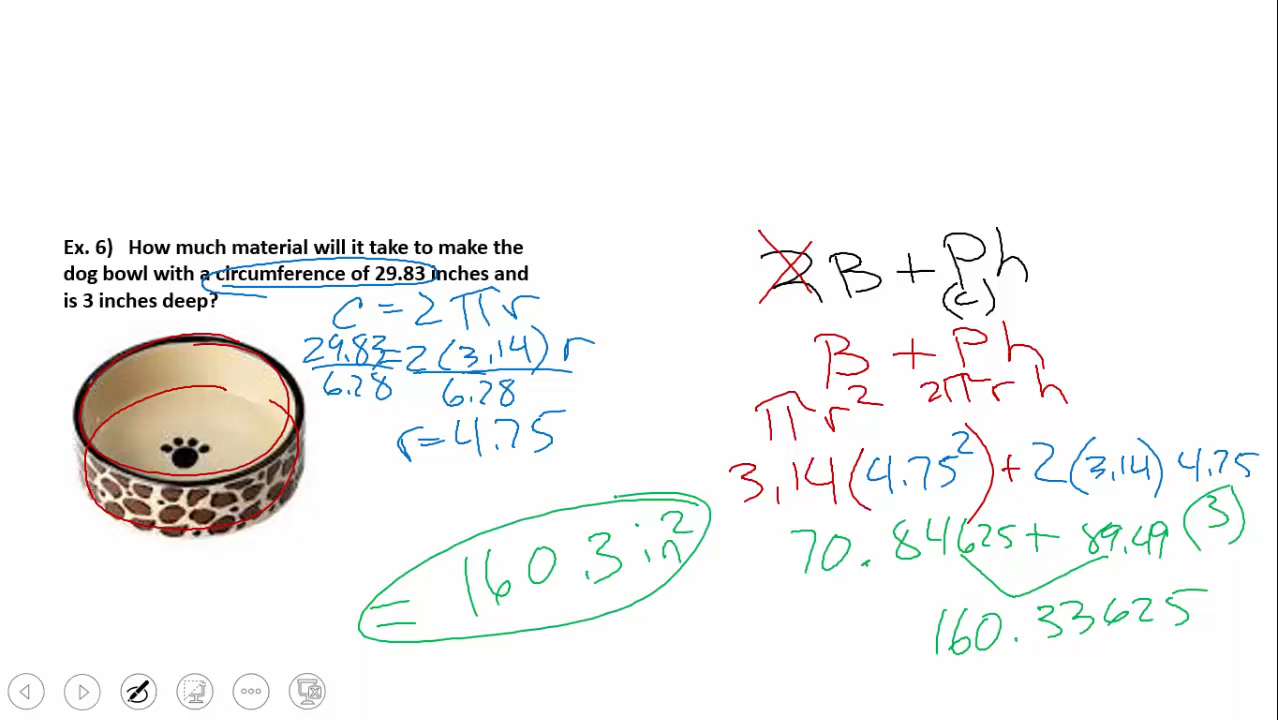 Ex. 6) How much material will it take to make the
dog bowl with a circumference of 29.83 inches and
is 3 inches deep?
C = 2πr
29.83 = 2(3.14) r
6.28 6.28
r = 4.75
= 160.3 in²
2B + Ph
(C)
B + Ph
πr² 2πr h
3.14(4.75²) + 2(3.14) 4.75
(3)
70.84625 + 89.49
160.33625